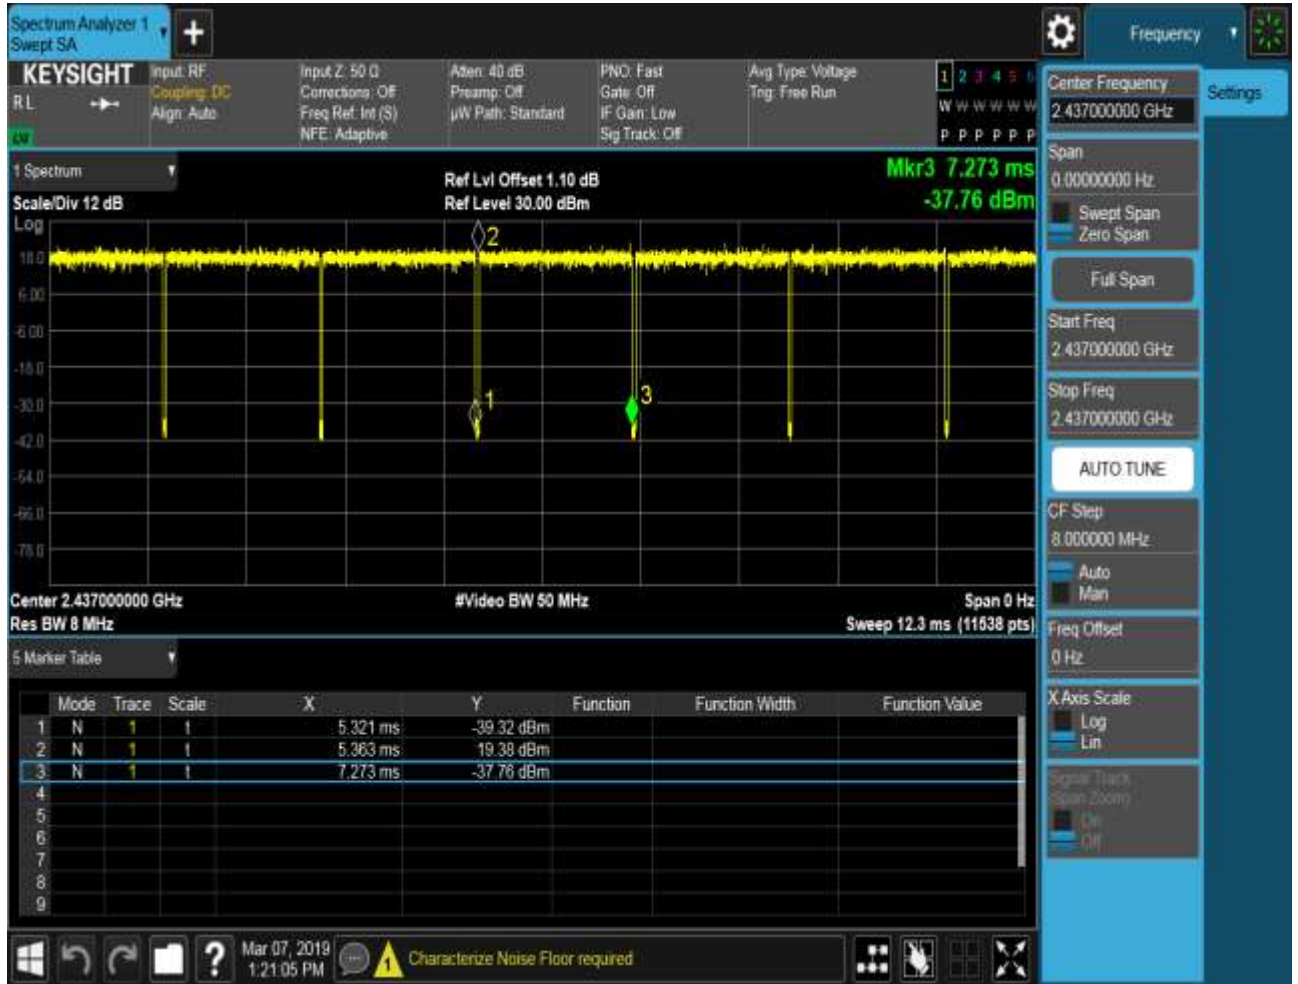 Spectrum Analyzer 1
Swept SA
Frequency
KEYSIGHT
RL
Input: RF
Coupling: DC
Align: Auto
Input Z: 50 Ω
Corrections: Off
Freq Ref: Int (S)
NFE: Adaptive
Atten: 40 dB
Preamp: Off
µW Path: Standard
PNO: Fast
Gate: Off
IF Gain: Low
Sig Track: Off
Avg Type: Voltage
Trig: Free Run
1 2 3 4 5 6
W W W W W W
P P P P P P
1 Spectrum
Scale/Div 12 dB
Ref Lvl Offset 1.10 dB
Ref Level 30.00 dBm
Mkr3 7.273 ms
-37.76 dBm
Log
18.0
6.00
-6.00
-18.0
-30.0
-42.0
-54.0
-66.0
-78.0
2
1
3
Center 2.437000000 GHz
Res BW 8 MHz
#Video BW 50 MHz
Span 0 Hz
Sweep 12.3 ms (11538 pts)
5 Marker Table
Mode Trace Scale X Y Function Function Width Function Value
1 N 1 t 5.321 ms -39.32 dBm
2 N 1 t 5.363 ms 19.38 dBm
3 N 1 t 7.273 ms -37.76 dBm
4
5
6
7
8
9
Mar 07, 2019
1:21:05 PM
1
Characterize Noise Floor required
Settings
Center Frequency
2.437000000 GHz
Span
0.00000000 Hz
Swept Span
Zero Span
Full Span
Start Freq
2.437000000 GHz
Stop Freq
2.437000000 GHz
AUTO TUNE
CF Step
8.000000 MHz
Auto
Man
Freq Offset
0 Hz
X Axis Scale
Log
Lin
Signal Track
(Span Zoom)
On
Off